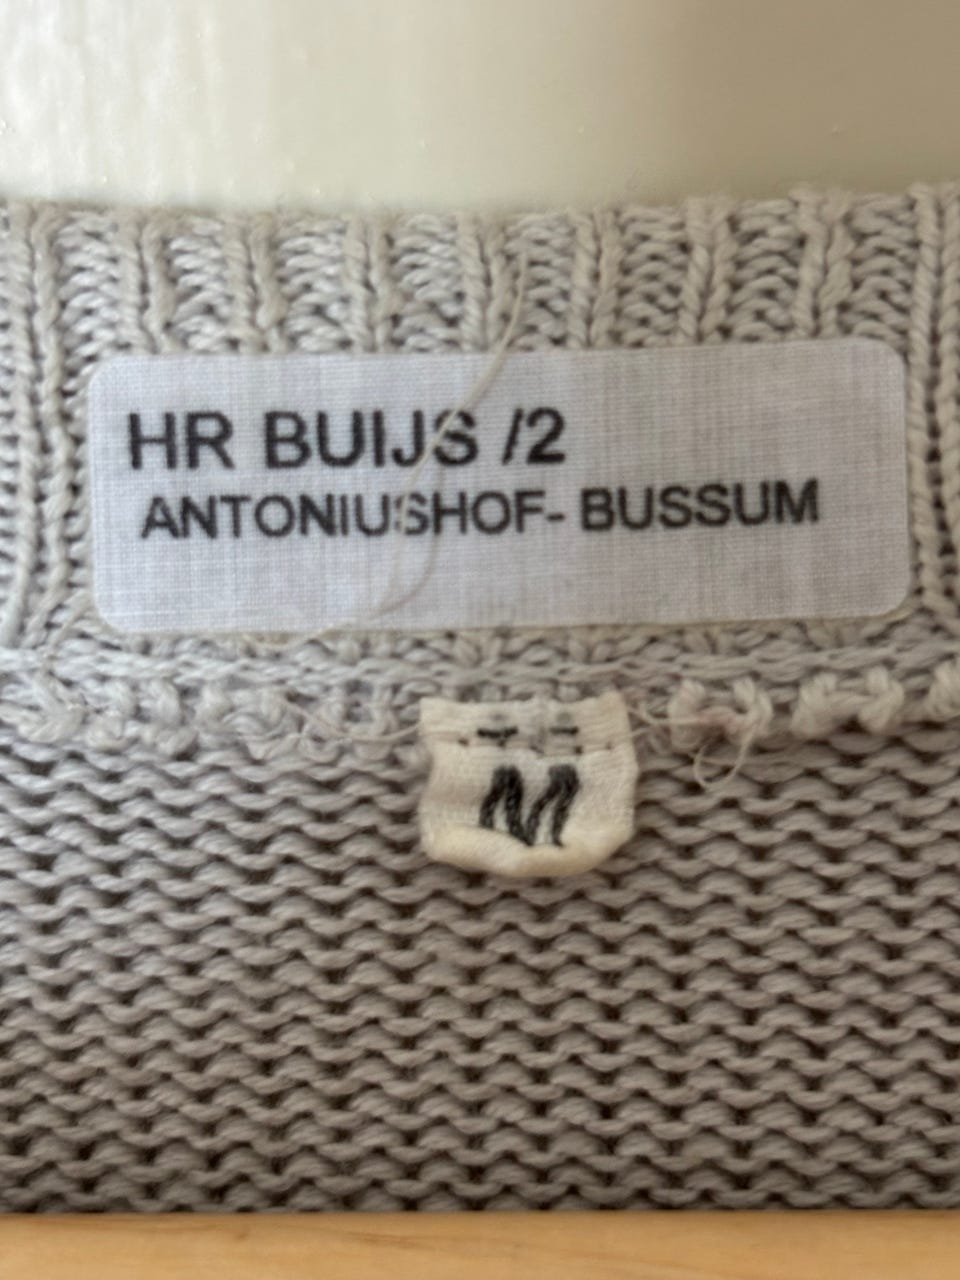 HR BUIJS /2
ANTONIUSHOF- BUSSUM
M